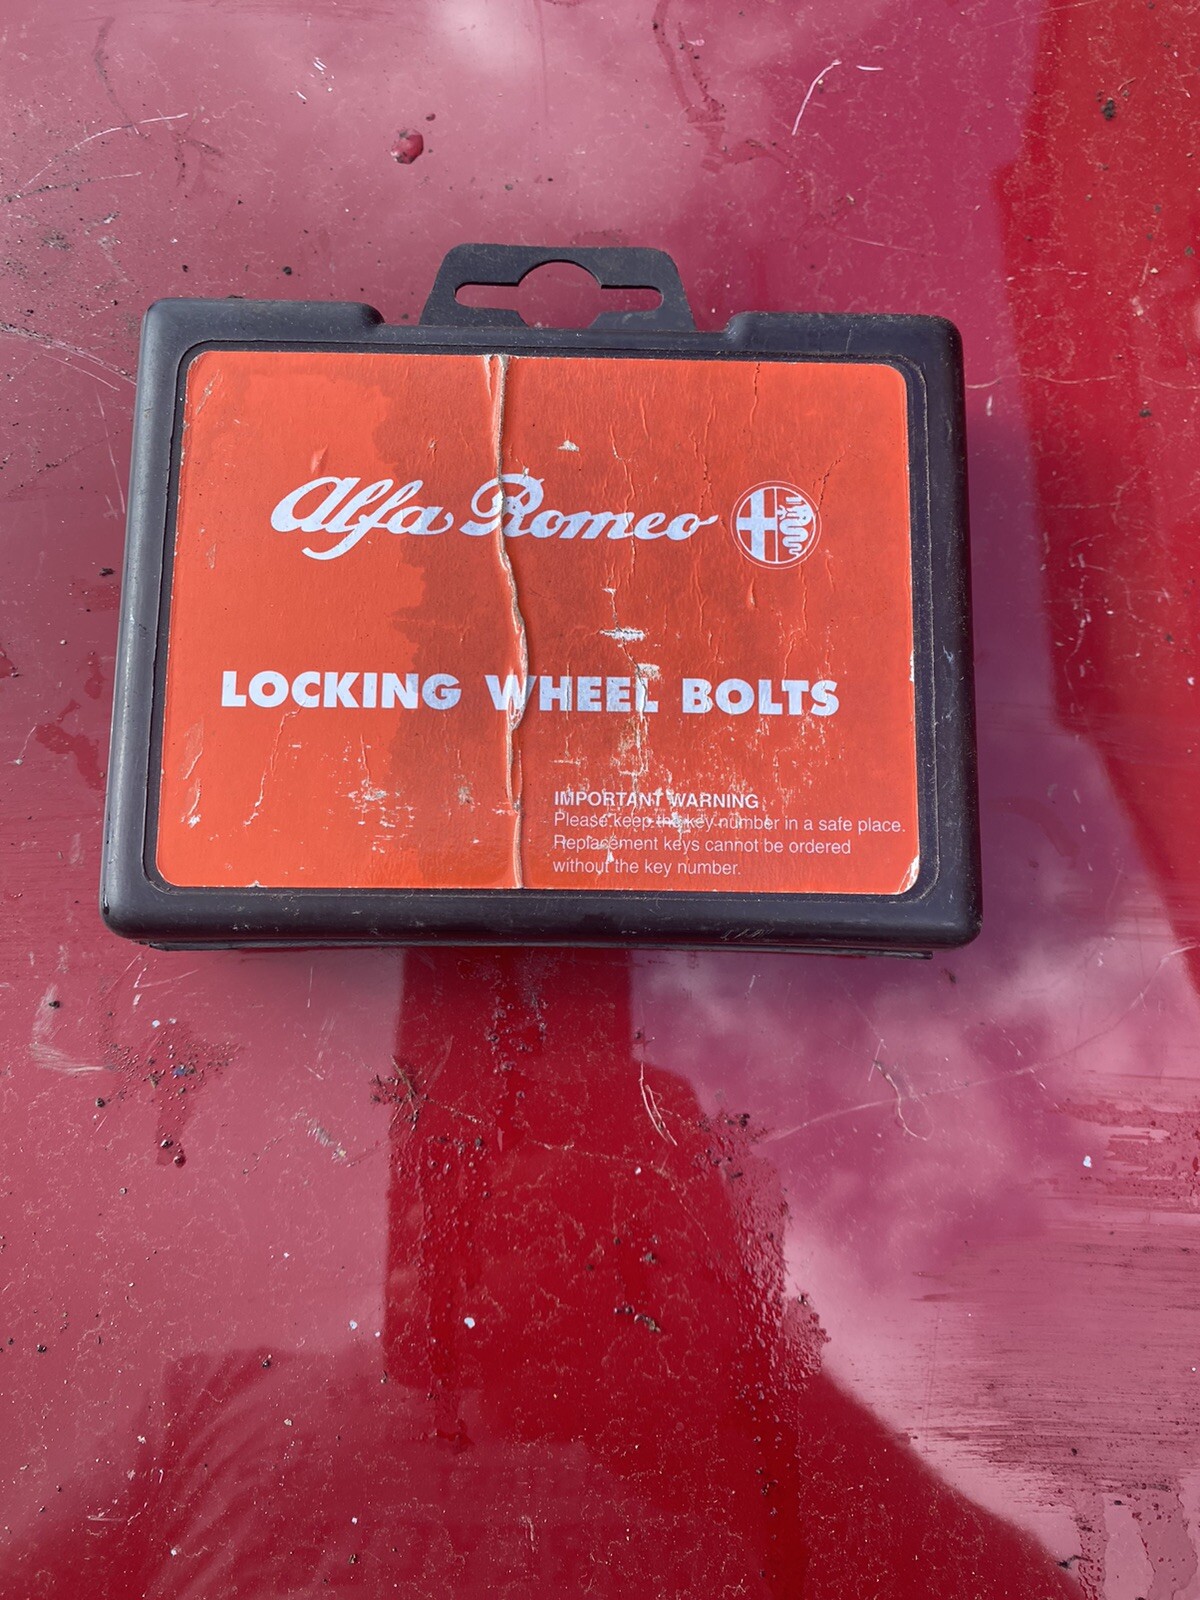 Alfa Romeo
LOCKING WHEEL BOLTS
IMPORTANT WARNING
Please keep the key number in a safe place.
Replacement keys cannot be ordered
without the key number.